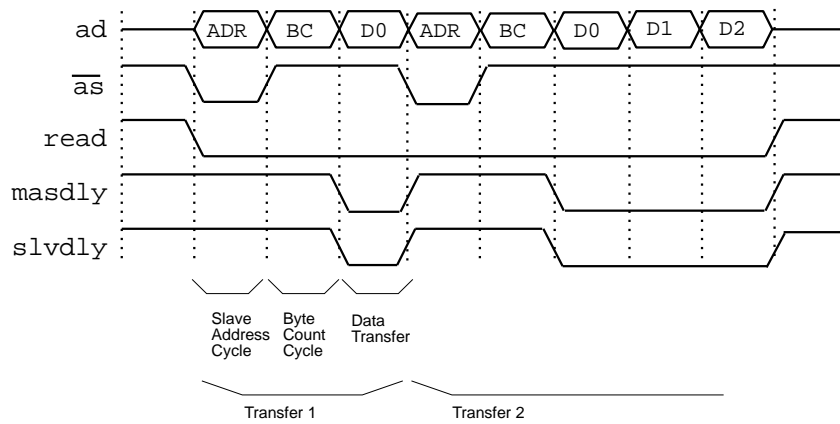 ad ADR BC D0 ADR BC D0 D1 D2
as
read
masdly
slvdly
Slave Address Cycle
Byte Count Cycle
Data Transfer
Transfer 1 Transfer 2